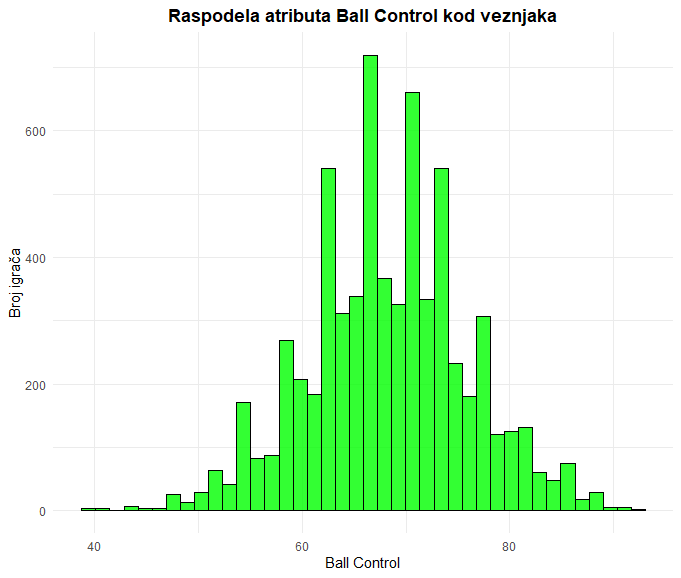 Raspodela atributa Ball Control kod veznjaka
Broj igrača
600
400
200
0
40 60 80
Ball Control